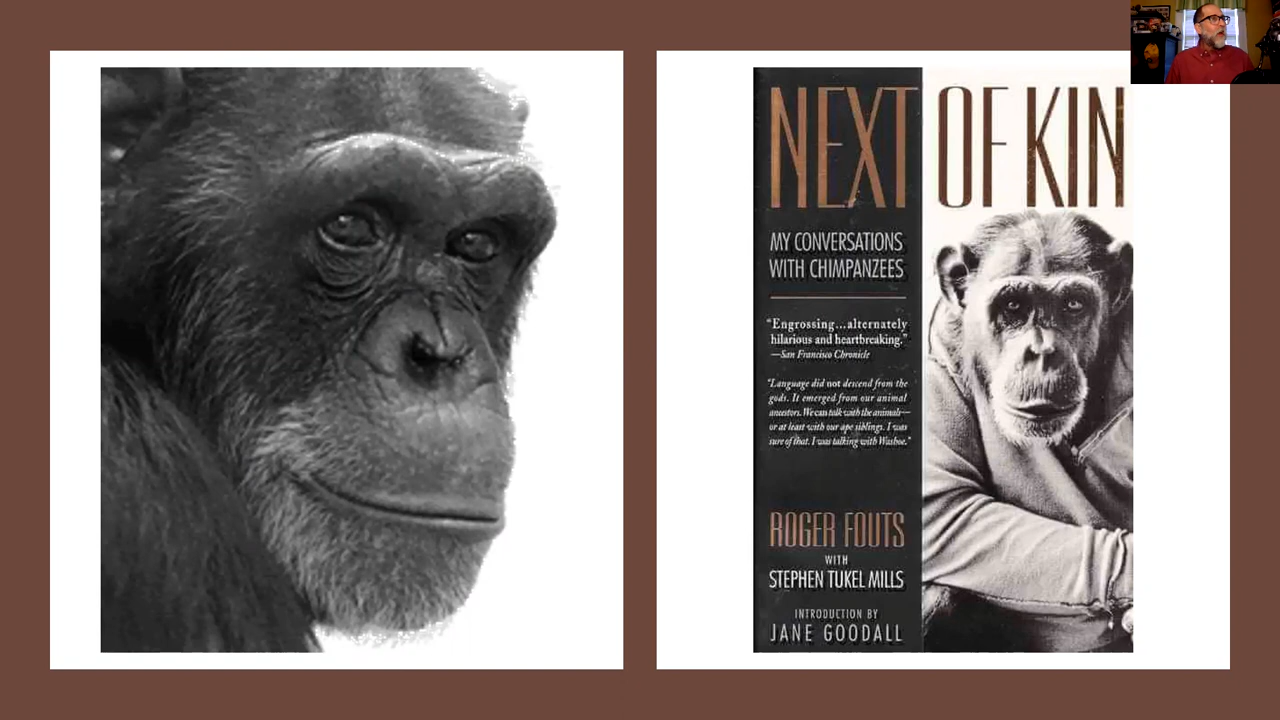 NEXT OF KIN
MY CONVERSATIONS
WITH CHIMPANZEES
"Engrossing...alternately
hilarious and heartbreaking."
—San Francisco Chronicle
"Language did not descend from the
gods. It emerged from our animal
ancestors. We can talk with the animals—
or at least with our ape siblings. I was
sure of that. I was talking with Washoe."
ROGER FOUTS
WITH
STEPHEN TUKEL MILLS
INTRODUCTION BY
JANE GOODALL